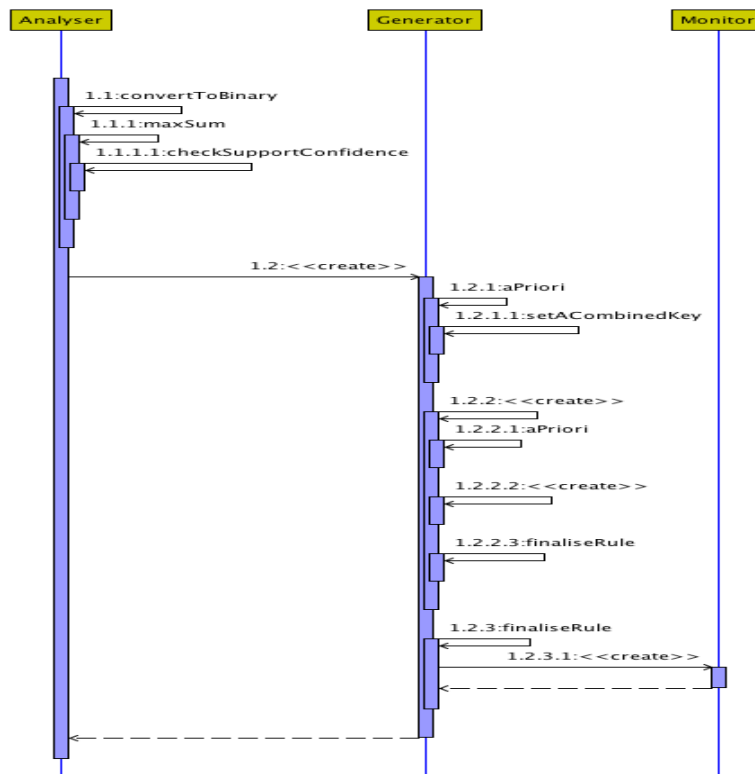 Analyser
Generator
Monitor
1.1:convertToBinary
1.1.1:maxSum
1.1.1.1:checkSupportConfidence
1.2:<<create>>
1.2.1:aPriori
1.2.1.1:setACombinedKey
1.2.2:<<create>>
1.2.2.1:aPriori
1.2.2.2:<<create>>
1.2.2.3:finaliseRule
1.2.3:finaliseRule
1.2.3.1:<<create>>